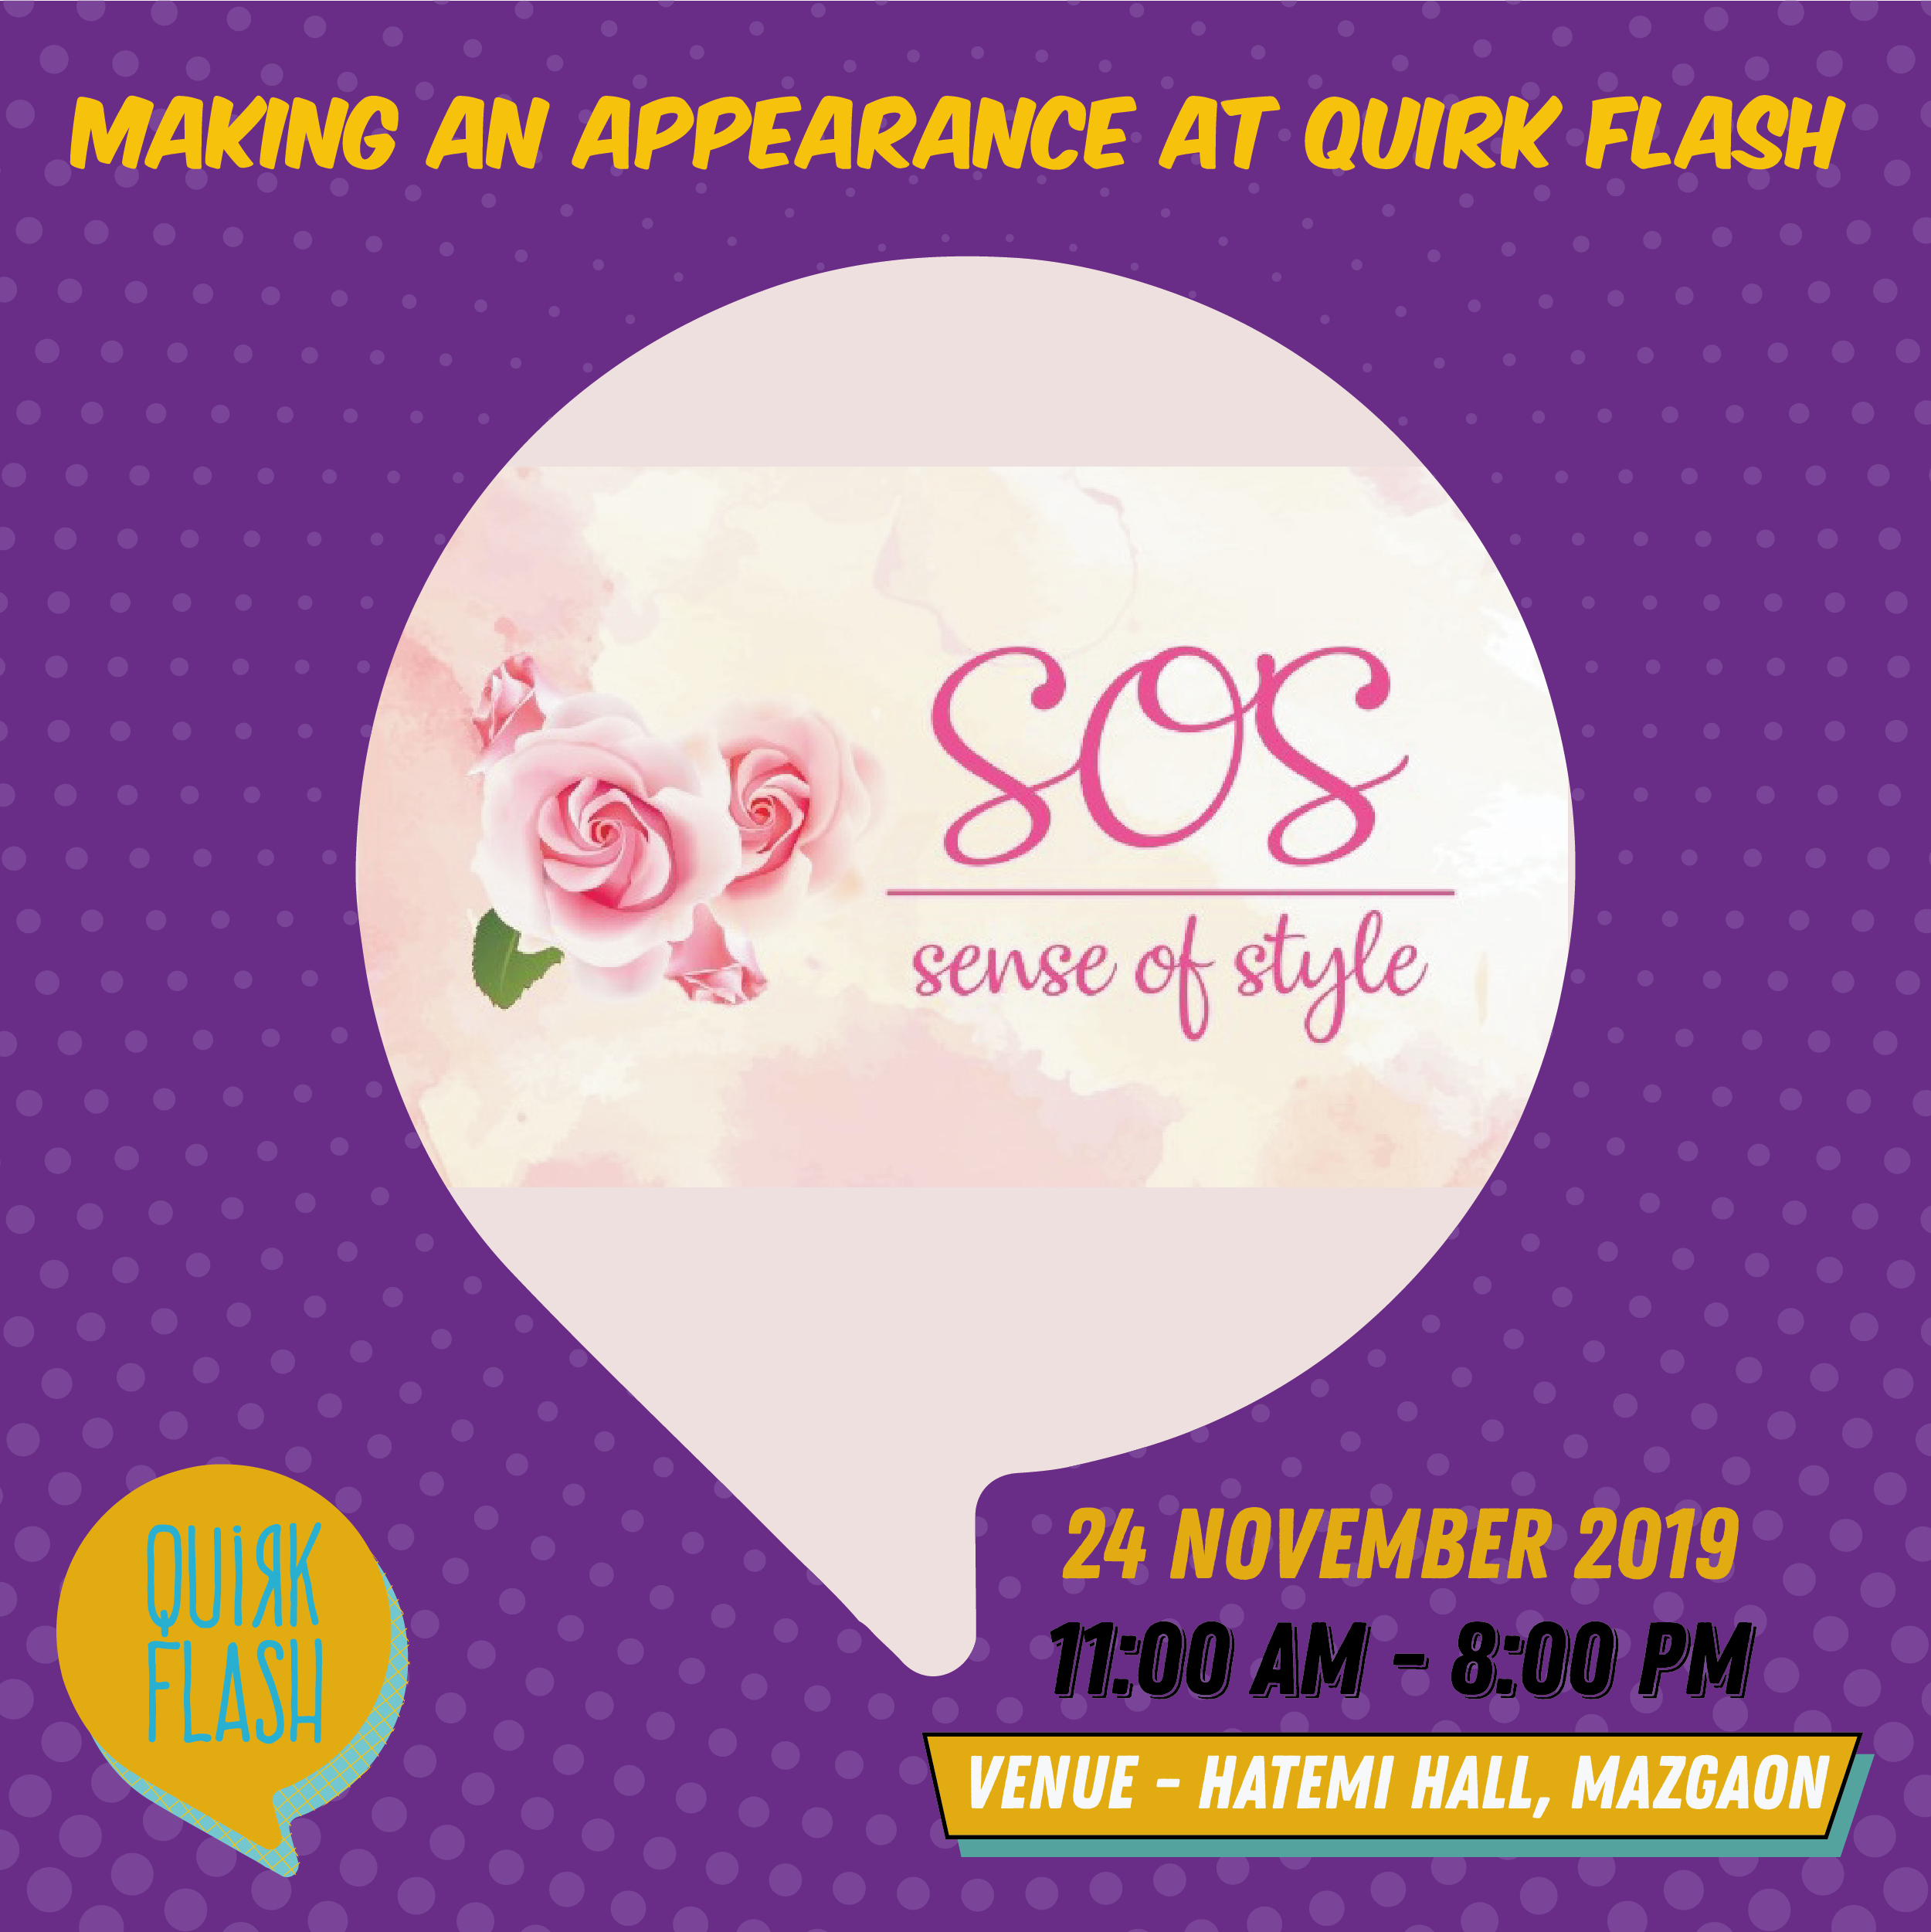 MAKING AN APPEARANCE AT QUIRK FLASH
SOS
sense of style
QUiRK
FLASH
24 NOVEMBER 2019
11:00 AM - 8:00 PM
VENUE - HATEMI HALL, MAZGAON